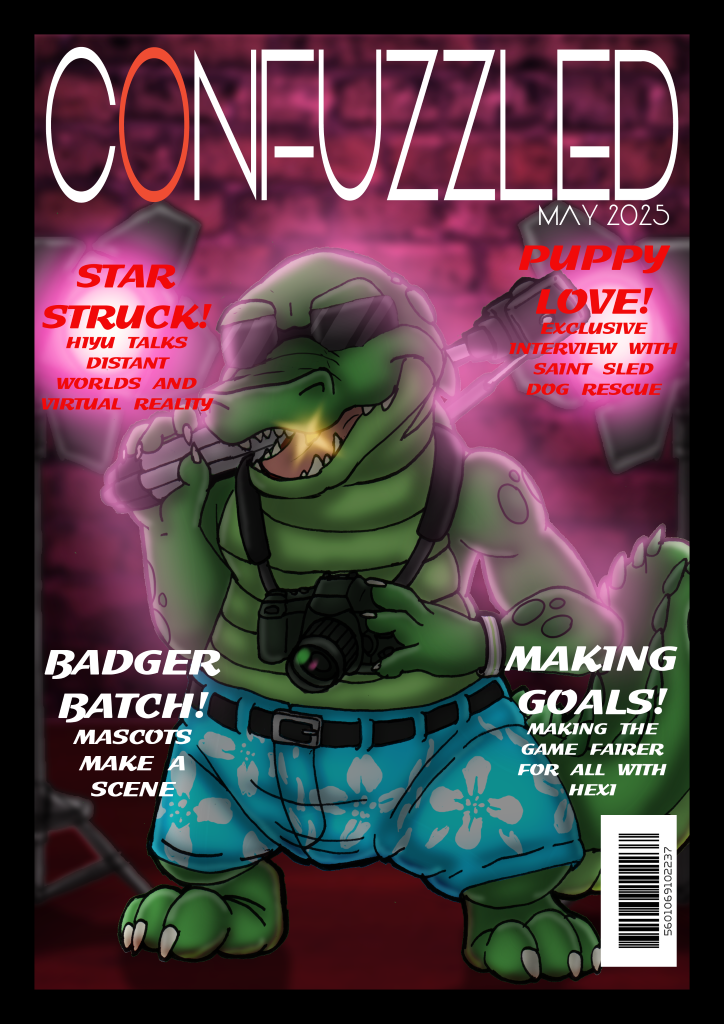 CONFUZZLED
MAY 2025
STAR
STRUCK!
HIYU TALKS
DISTANT
WORLDS AND
VIRTUAL REALITY
PUPPY
LOVE!
EXCLUSIVE
INTERVIEW WITH
SAINT SLED
DOG RESCUE
BADGER
BATCH!
MASCOTS
MAKE A
SCENE
MAKING
GOALS!
MAKING THE
GAME FAIRER
FOR ALL WITH
HEXI
5601069102237